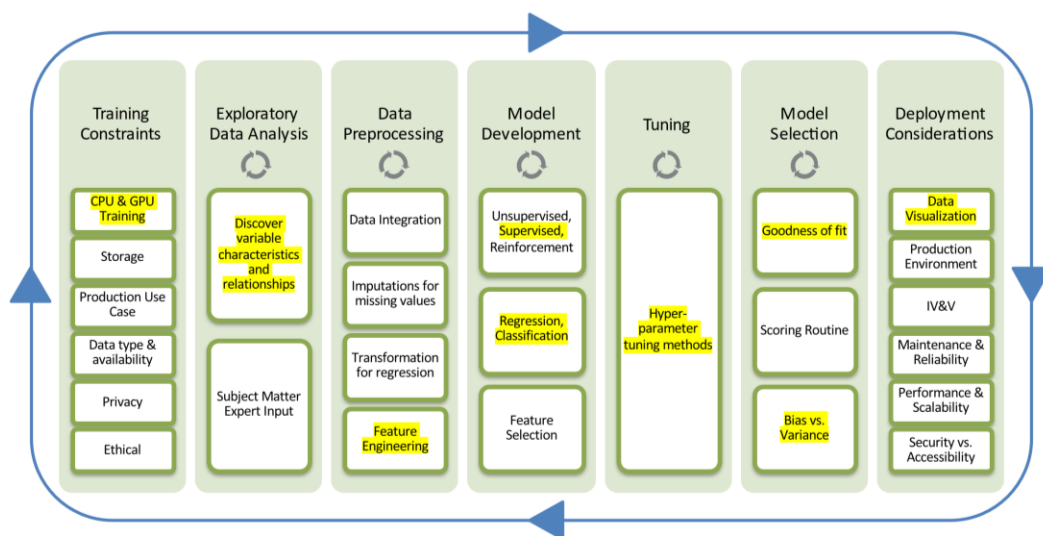 Training
Constraints
CPU & GPU
Training
Storage
Production Use
Case
Data type &
availability
Privacy
Ethical
Exploratory
Data Analysis
Discover
variable
characteristics
and
relationships
Subject Matter
Expert Input
Data
Preprocessing
Data Integration
Imputations for
missing values
Transformation
for regression
Feature
Engineering
Model
Development
Unsupervised,
Supervised,
Reinforcement
Regression,
Classification
Feature
Selection
Tuning
Hyper-
parameter
tuning methods
Model
Selection
Goodness of fit
Scoring Routine
Bias vs.
Variance
Deployment
Considerations
Data
Visualization
Production
Environment
IV&V
Maintenance &
Reliability
Performance &
Scalability
Security vs.
Accessibility